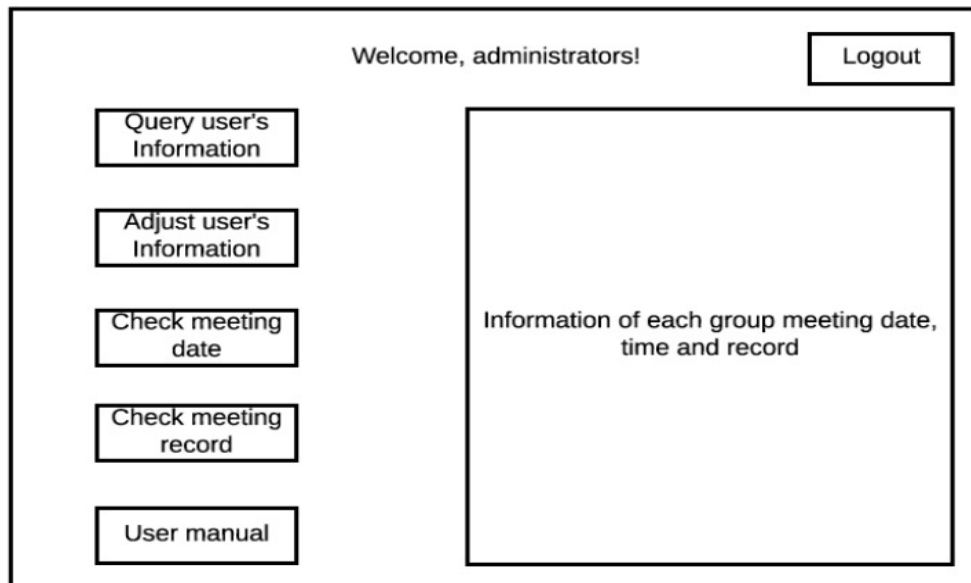 Welcome, administrators!
Logout
Query user's
Information
Adjust user's
Information
Check meeting
date
Check meeting
record
User manual
Information of each group meeting date,
time and record